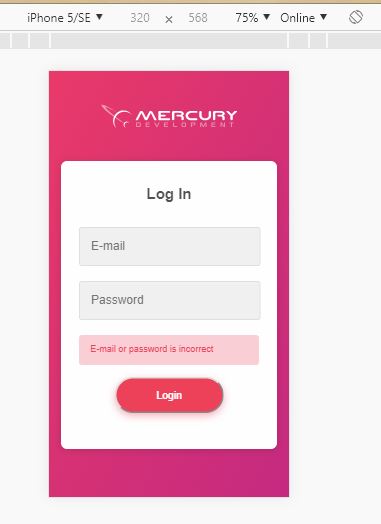 iPhone 5/SE ▼ 320 × 568 75% ▼ Online ▼
MERCURY
DEVELOPMENT
Log In
E-mail
Password
E-mail or password is incorrect
Login